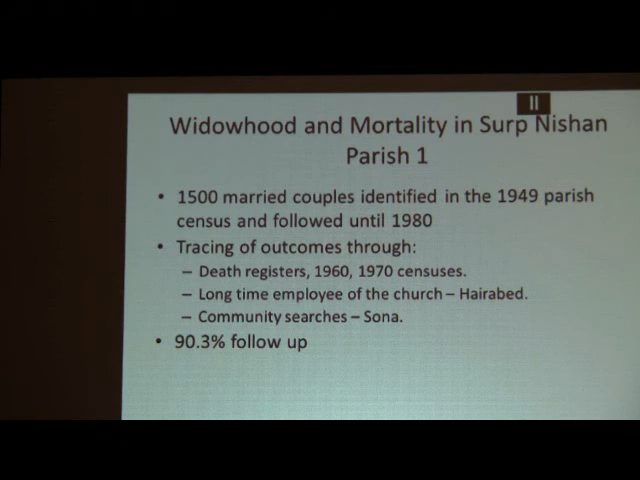 Widowhood and Mortality in Surp Nishan
Parish 1
• 1500 married couples identified in the 1949 parish
census and followed until 1980
• Tracing of outcomes through:
– Death registers, 1960, 1970 censuses.
– Long time employee of the church – Hairabed.
– Community searches – Sona.
• 90.3% follow up